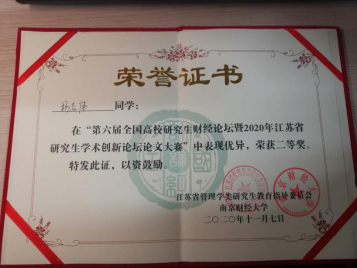 荣誉证书
同学：
在“第六届全国高校研究生财经论坛暨2020年江苏省
研究生学术创新论坛论文大赛”中表现优异，荣获二等奖。
特发此证，以资鼓励。
江苏省管理学类研究生教育指导委员会
南京财经大学
二〇二〇年十一月七日